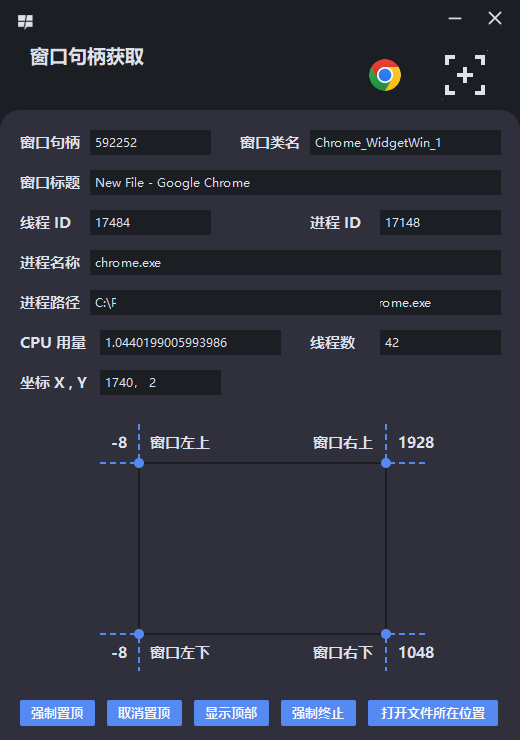 窗口句柄获取
窗口句柄 592252 窗口类名 Chrome_WidgetWin_1
窗口标题 New File - Google Chrome
线程 ID 17484 进程 ID 17148
进程名称 chrome.exe
进程路径 C:\ rome.exe
CPU 用量 1.0440199005993986 线程数 42
坐标 X , Y 1740, 2
-8 窗口左上 窗口右上 1928
-8 窗口左下 窗口右下 1048
强制置顶 取消置顶 显示顶部 强制终止 打开文件所在位置